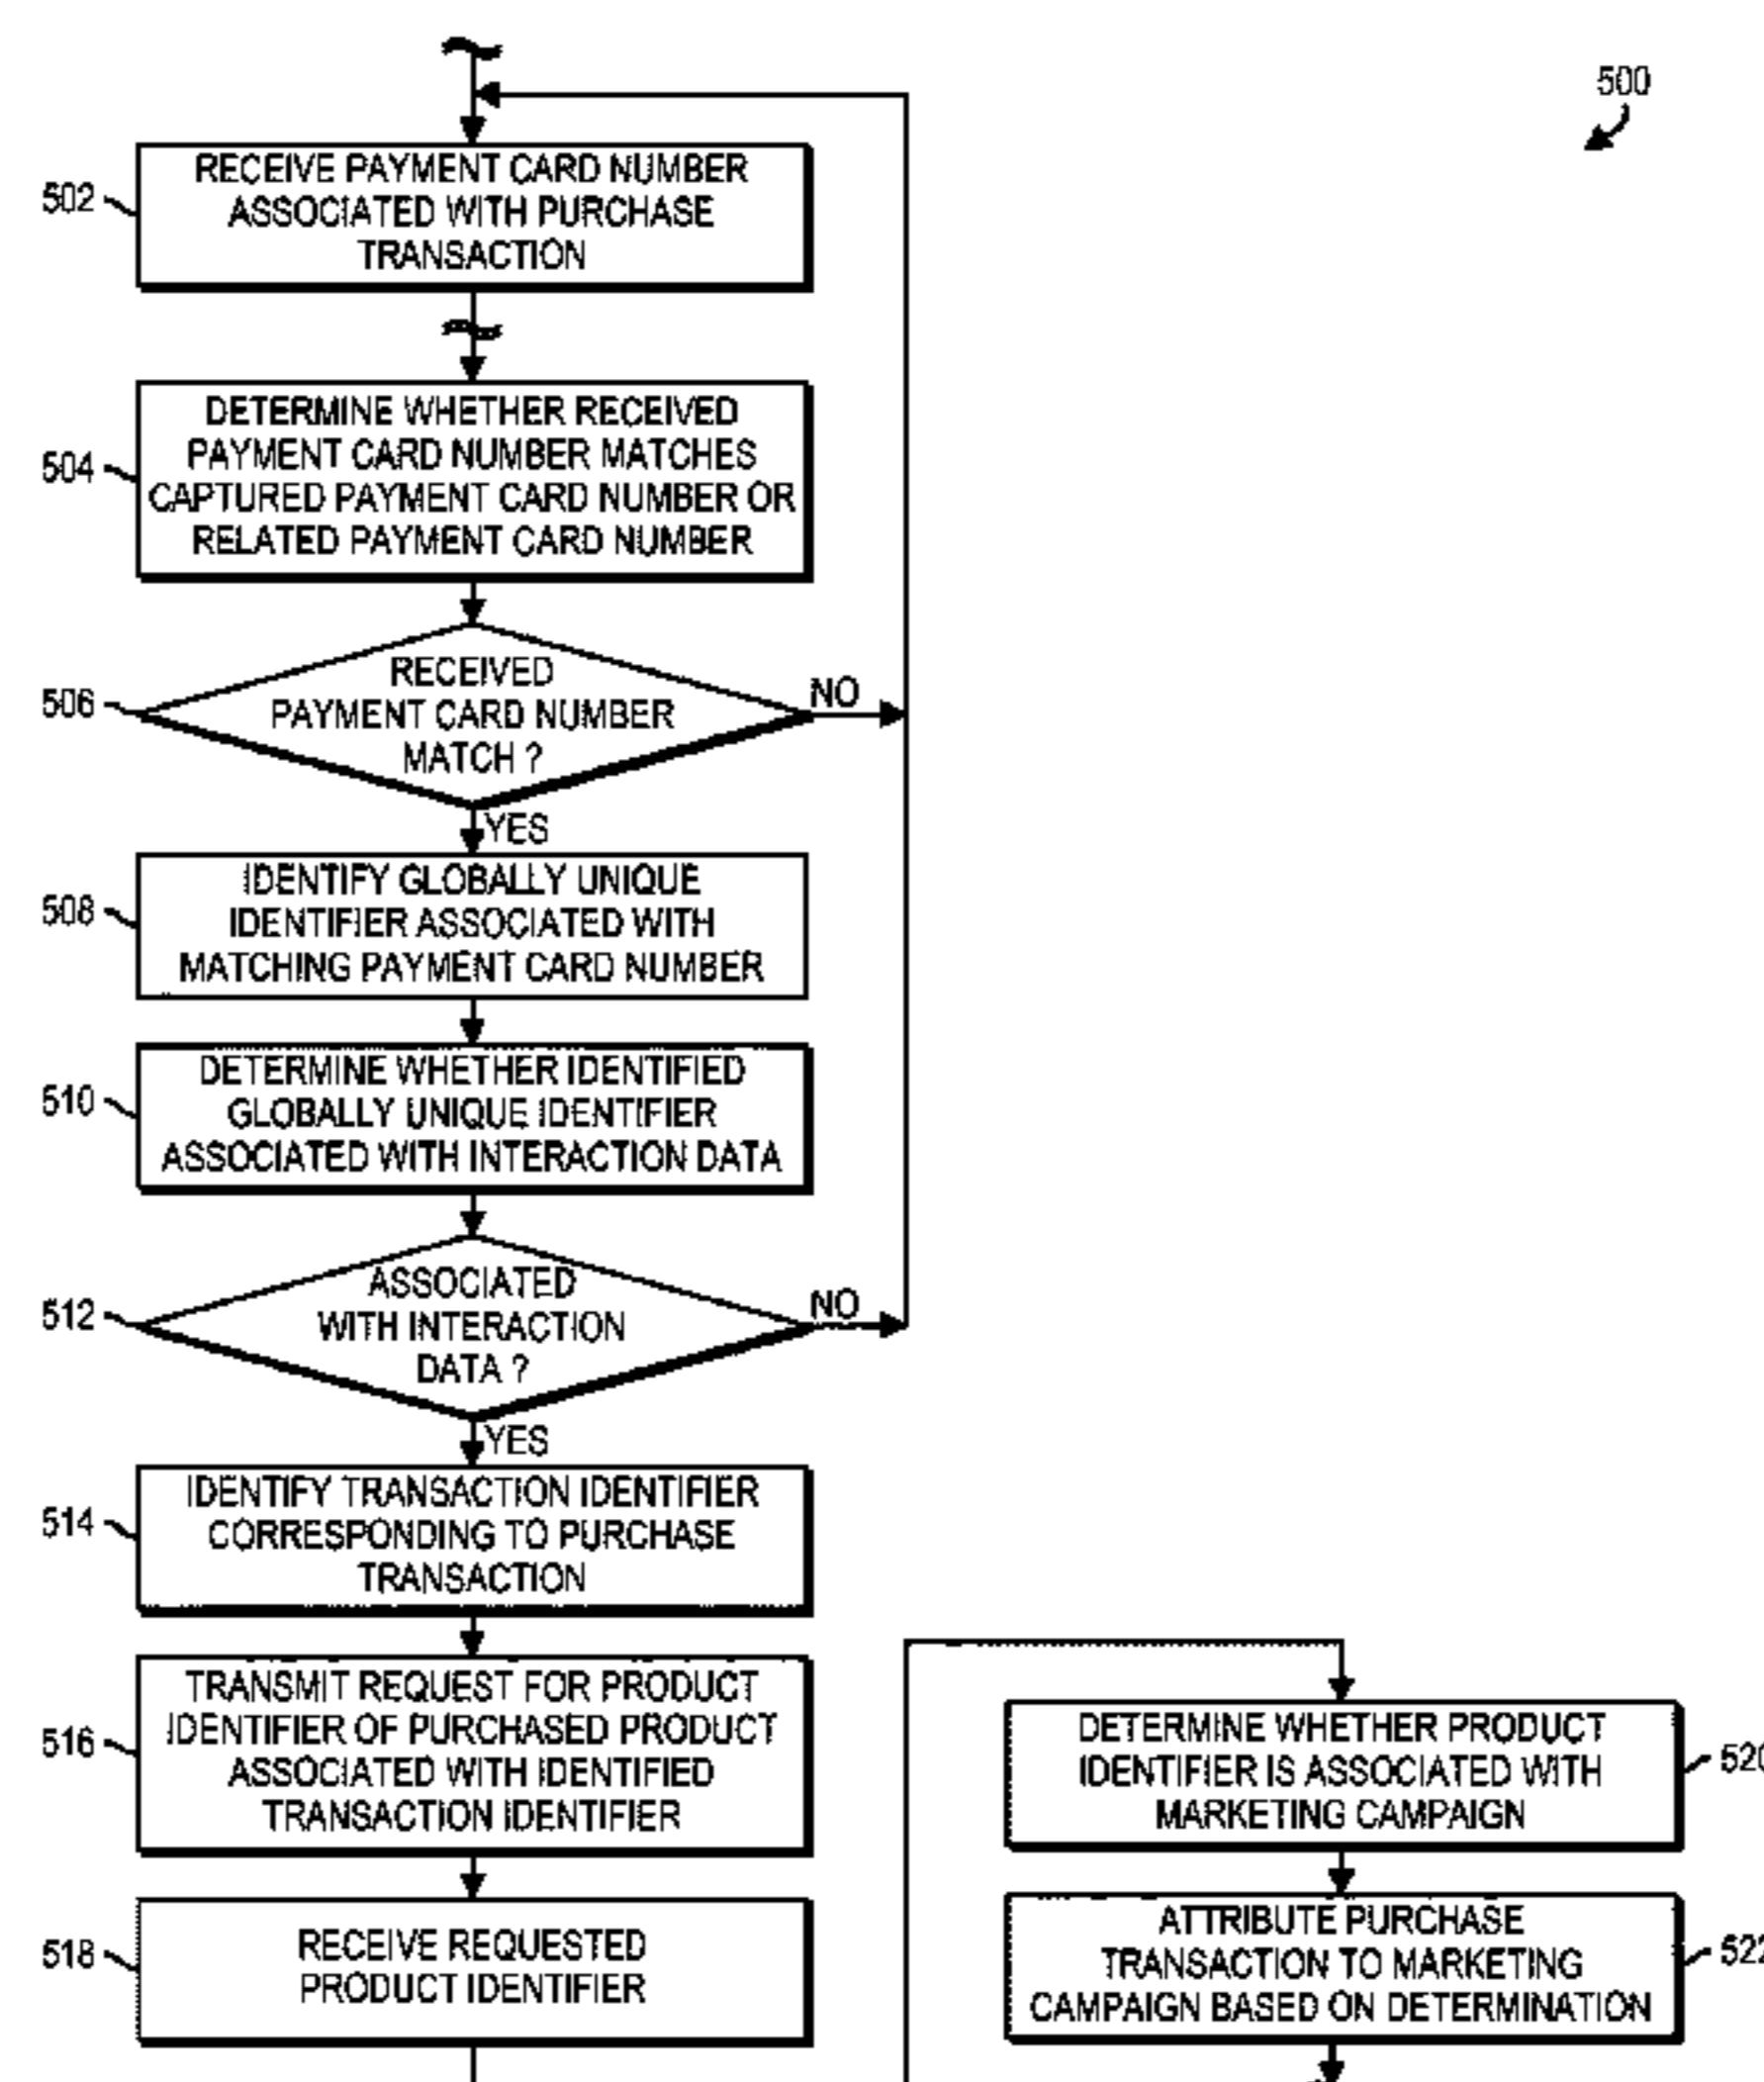 500
502
RECEIVE PAYMENT CARD NUMBER
ASSOCIATED WITH PURCHASE
TRANSACTION
504
DETERMINE WHETHER RECEIVED
PAYMENT CARD NUMBER MATCHES
CAPTURED PAYMENT CARD NUMBER OR
RELATED PAYMENT CARD NUMBER
506
RECEIVED
PAYMENT CARD NUMBER
MATCH ?
NO
YES
508
IDENTIFY GLOBALLY UNIQUE
IDENTIFIER ASSOCIATED WITH
MATCHING PAYMENT CARD NUMBER
510
DETERMINE WHETHER IDENTIFIED
GLOBALLY UNIQUE IDENTIFIER
ASSOCIATED WITH INTERACTION DATA
512
ASSOCIATED
WITH INTERACTION
DATA ?
NO
YES
514
IDENTIFY TRANSACTION IDENTIFIER
CORRESPONDING TO PURCHASE
TRANSACTION
516
TRANSMIT REQUEST FOR PRODUCT
IDENTIFIER OF PURCHASED PRODUCT
ASSOCIATED WITH IDENTIFIED
TRANSACTION IDENTIFIER
518
RECEIVE REQUESTED
PRODUCT IDENTIFIER
DETERMINE WHETHER PRODUCT
IDENTIFIER IS ASSOCIATED WITH
MARKETING CAMPAIGN
520
ATTRIBUTE PURCHASE
TRANSACTION TO MARKETING
CAMPAIGN BASED ON DETERMINATION
522